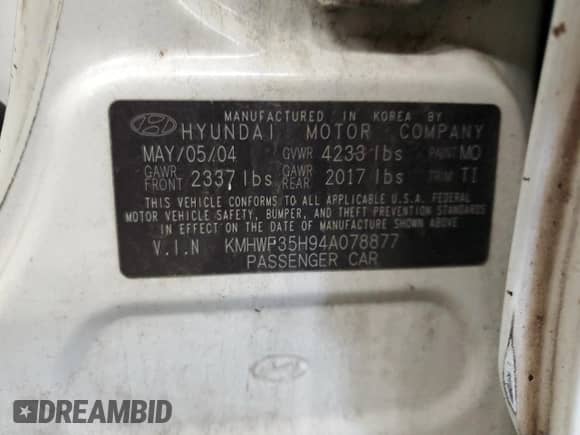 MANUFACTURED IN KOREA BY
HYUNDAI MOTOR COMPANY
MAY/05/04 GVWR 4233 lbs PAINT MO
GAWR FRONT 2337 lbs GAWR REAR 2017 lbs TRIM TI
THIS VEHICLE CONFORMS TO ALL APPLICABLE U.S.A. FEDERAL
MOTOR VEHICLE SAFETY, BUMPER, AND THEFT PREVENTION STANDARDS
IN EFFECT ON THE DATE OF MANUFACTURE SHOWN ABOVE.
V.I.N KMHWP35H94A078877
PASSENGER CAR
DREAMBID